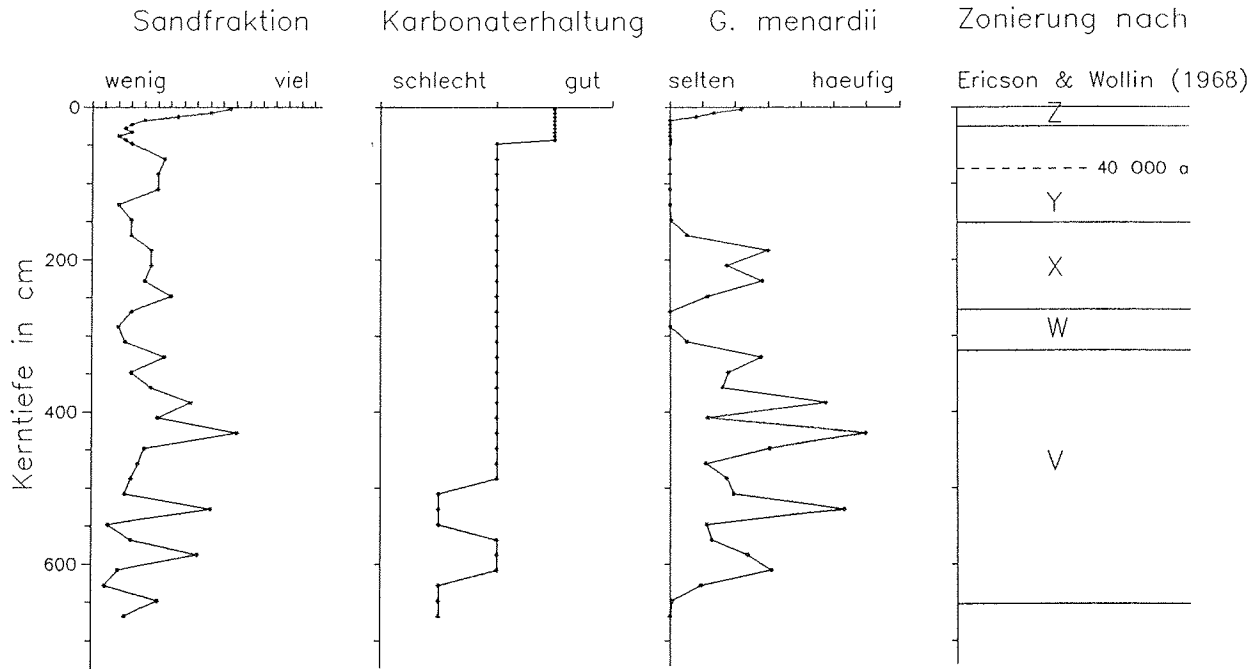 Sandfraktion Karbonaterhaltung G. menardii Zonierung nach
wenig viel schlecht gut selten haeufig Ericson & Wollin (1968)
0
Z
40 000 a
Y
200
X
W
400
V
600
Kerntiefe in cm